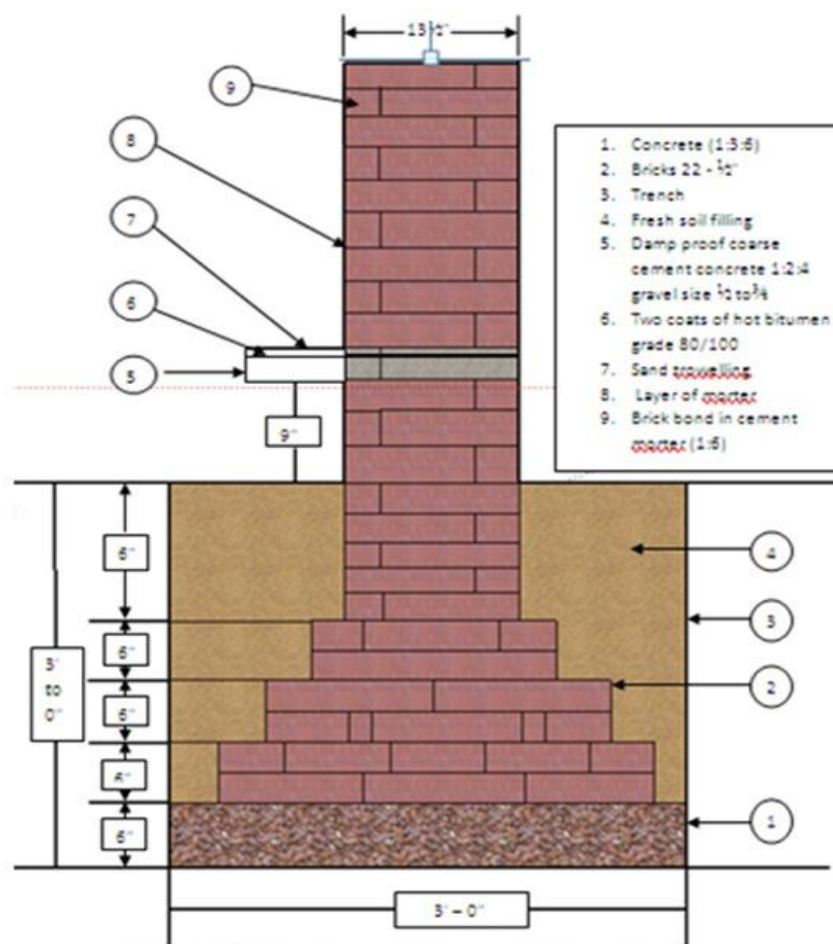 13 ½"
9
8
7
6
5
1. Concrete (1:3:6)
2. Bricks 22 - ½"
3. Trench
4. Fresh soil filling
5. Damp proof coarse
cement concrete 1:2:4
gravel size ½ to ¾
6. Two coats of hot bitumen
grade 80/100
7. Sand trowelling
8. Layer of morter
9. Brick bond in cement
morter (1:6)
9"
6"
4
3
6"
3'
to
0"
6"
2
6"
6"
1
3' – 0"